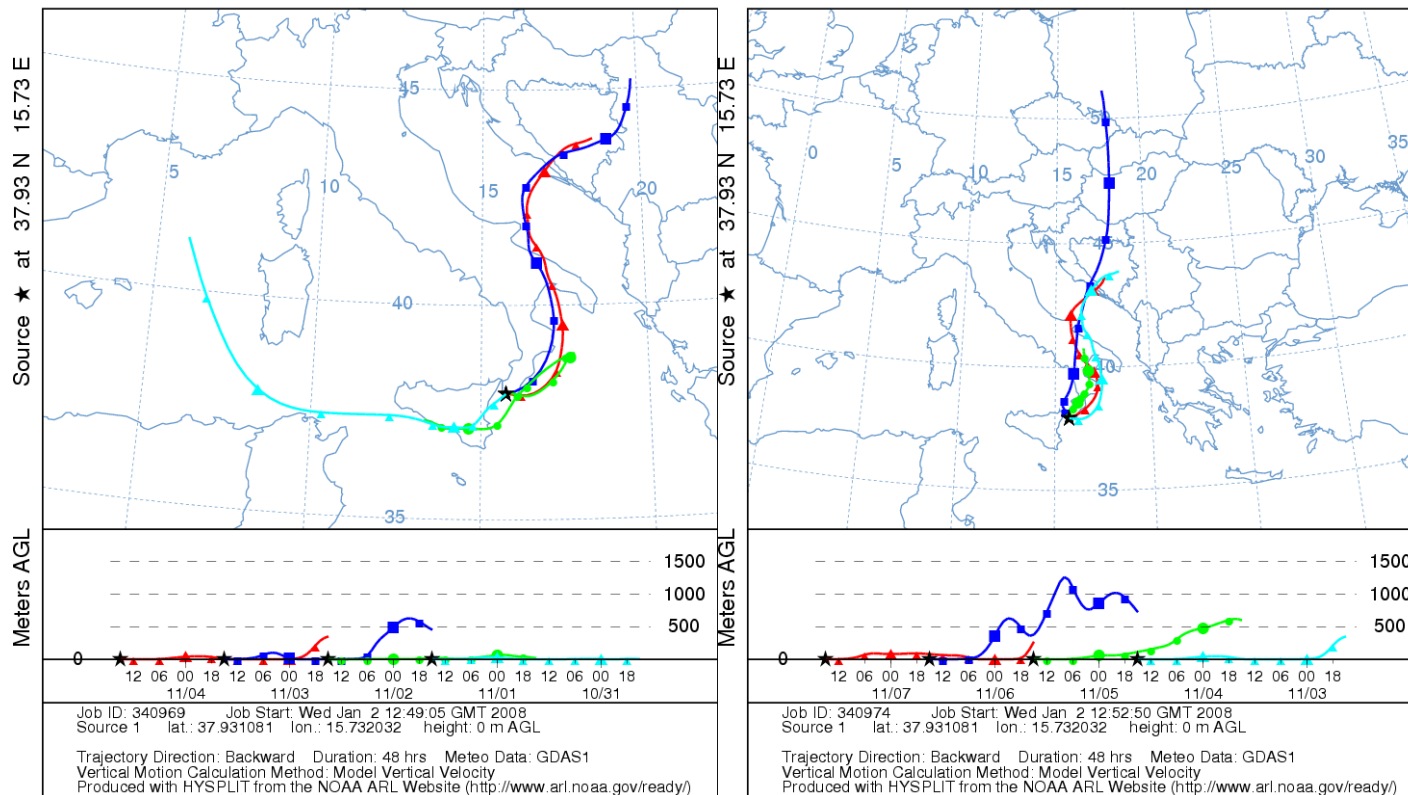 Source ★ at 37.93 N 15.73 E
45
5
10
15
20
40
35
Meters AGL
1500
1000
500
0
12 06 00 18 12 06 00 18 12 06 00 18 12 06 00 18 12 06 00 18
11/04 11/03 11/02 11/01 10/31
Job ID: 340969 Job Start: Wed Jan 2 12:49:05 GMT 2008
Source 1 lat.: 37.931081 lon.: 15.732032 height: 0 m AGL
Trajectory Direction: Backward Duration: 48 hrs Meteo Data: GDAS1
Vertical Motion Calculation Method: Model Vertical Velocity
Produced with HYSPLIT from the NOAA ARL Website (http://www.arl.noaa.gov/ready/)
Source ★ at 37.93 N 15.73 E
50
0
5
10
15
20
25
30
35
45
40
35
Meters AGL
1500
1000
500
0
12 06 00 18 12 06 00 18 12 06 00 18 12 06 00 18 12 06 00 18
11/07 11/06 11/05 11/04 11/03
Job ID: 340974 Job Start: Wed Jan 2 12:52:50 GMT 2008
Source 1 lat.: 37.931081 lon.: 15.732032 height: 0 m AGL
Trajectory Direction: Backward Duration: 48 hrs Meteo Data: GDAS1
Vertical Motion Calculation Method: Model Vertical Velocity
Produced with HYSPLIT from the NOAA ARL Website (http://www.arl.noaa.gov/ready/)